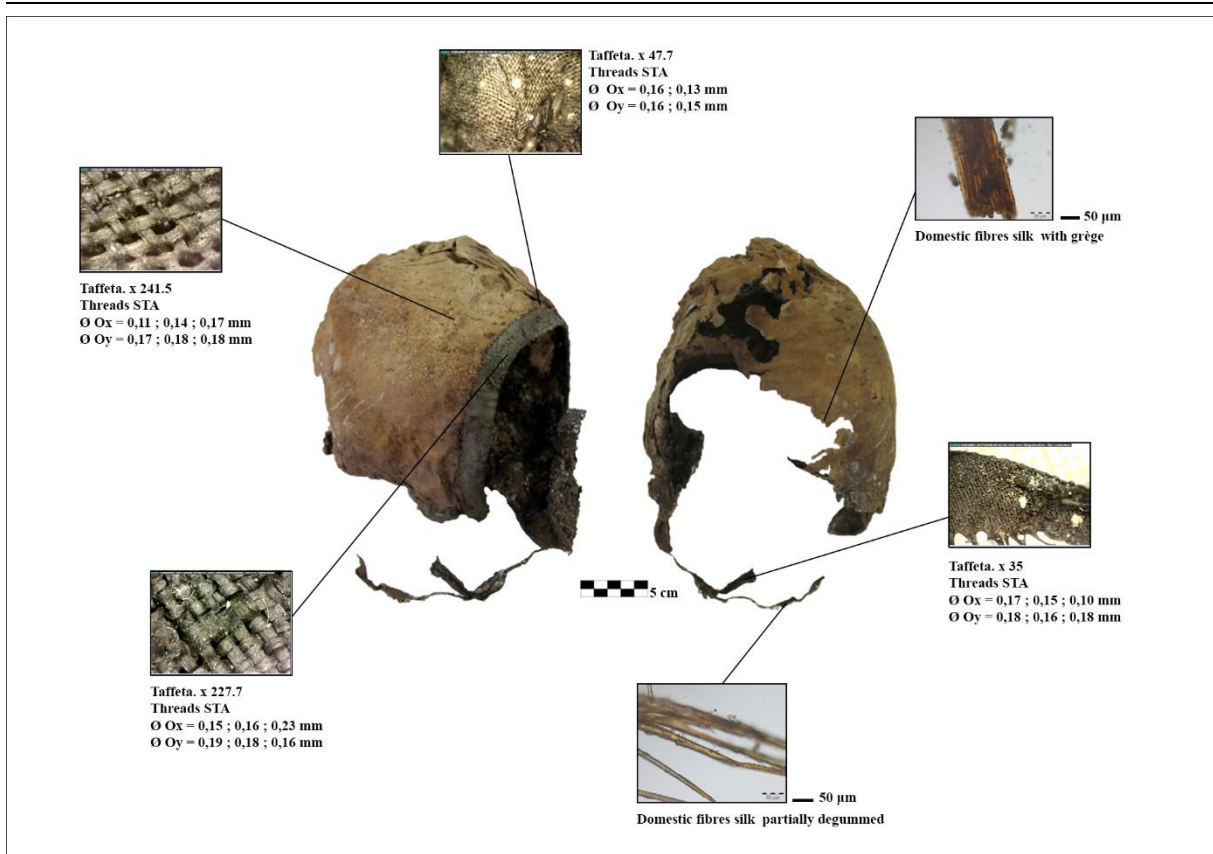 Taffeta. x 47.7
Threads STA
Ø Ox = 0,16 ; 0,13 mm
Ø Oy = 0,16 ; 0,15 mm
Taffeta. x 241.5
Threads STA
Ø Ox = 0,11 ; 0,14 ; 0,17 mm
Ø Oy = 0,17 ; 0,18 ; 0,18 mm
50 µm
Domestic fibres silk with grège
5 cm
Taffeta. x 35
Threads STA
Ø Ox = 0,17 ; 0,15 ; 0,10 mm
Ø Oy = 0,18 ; 0,16 ; 0,18 mm
Taffeta. x 227.7
Threads STA
Ø Ox = 0,15 ; 0,16 ; 0,23 mm
Ø Oy = 0,19 ; 0,18 ; 0,16 mm
50 µm
Domestic fibres silk partially degummed